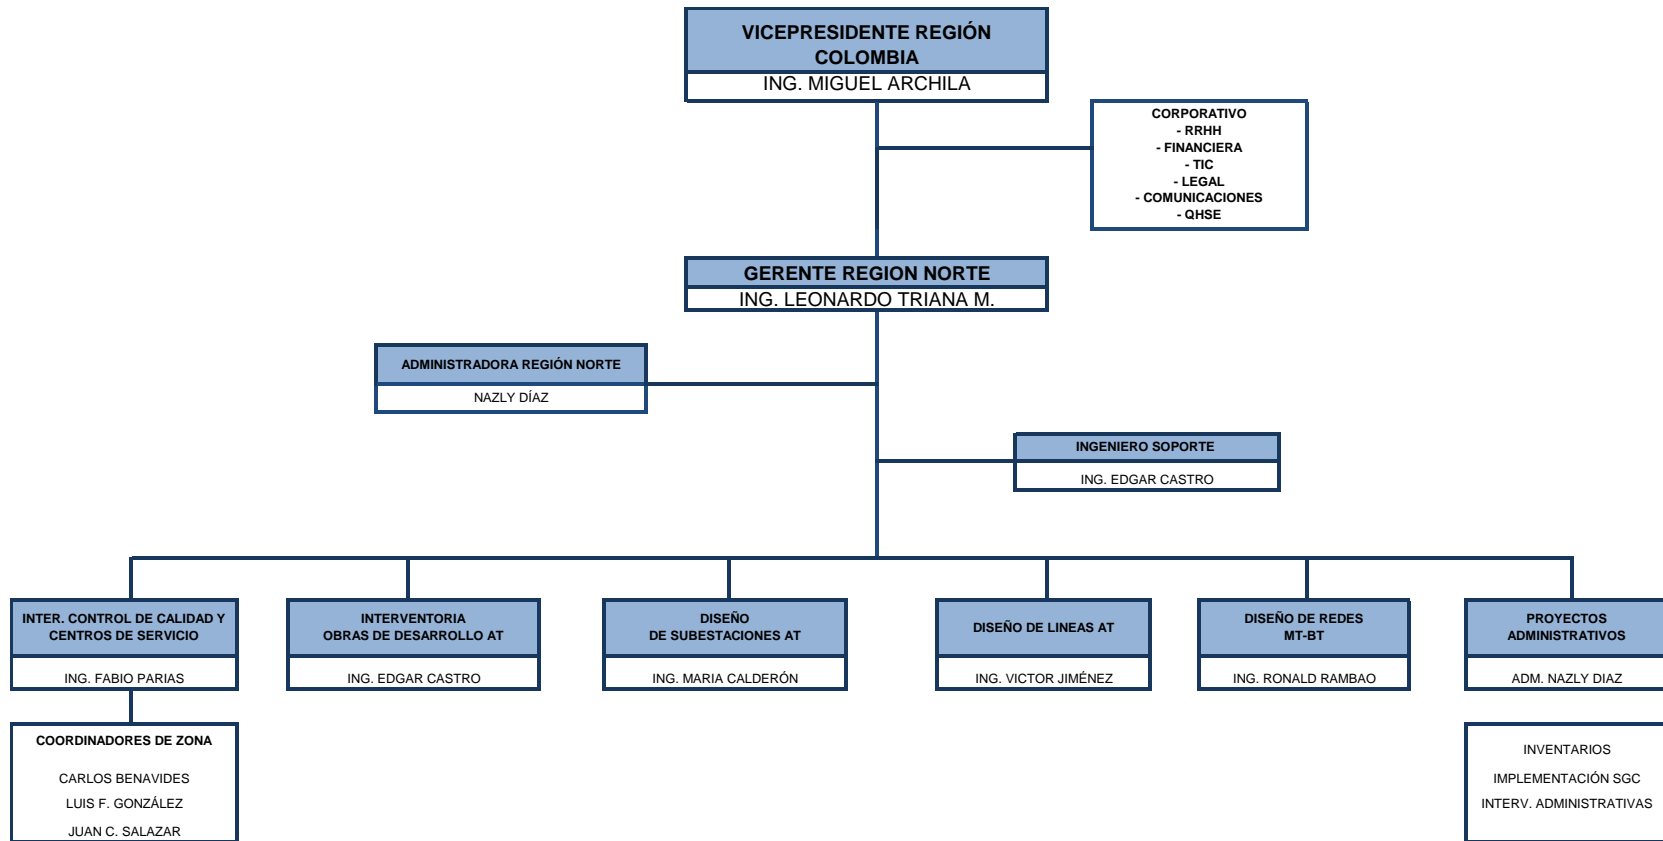 VICEPRESIDENTE REGIÓN
COLOMBIA
ING. MIGUEL ARCHILA
CORPORATIVO
- RRHH
- FINANCIERA
- TIC
- LEGAL
- COMUNICACIONES
- QHSE
GERENTE REGION NORTE
ING. LEONARDO TRIANA M.
ADMINISTRADORA REGIÓN NORTE
NAZLY DÍAZ
INGENIERO SOPORTE
ING. EDGAR CASTRO
INTER. CONTROL DE CALIDAD Y
CENTROS DE SERVICIO
ING. FABIO PARIAS
INTERVENTORIA
OBRAS DE DESARROLLO AT
ING. EDGAR CASTRO
DISEÑO
DE SUBESTACIONES AT
ING. MARIA CALDERÓN
DISEÑO DE LINEAS AT
ING. VICTOR JIMÉNEZ
DISEÑO DE REDES
MT-BT
ING. RONALD RAMBAO
PROYECTOS
ADMINISTRATIVOS
ADM. NAZLY DIAZ
COORDINADORES DE ZONA
CARLOS BENAVIDES
LUIS F. GONZÁLEZ
JUAN C. SALAZAR
INVENTARIOS
IMPLEMENTACIÓN SGC
INTERV. ADMINISTRATIVAS